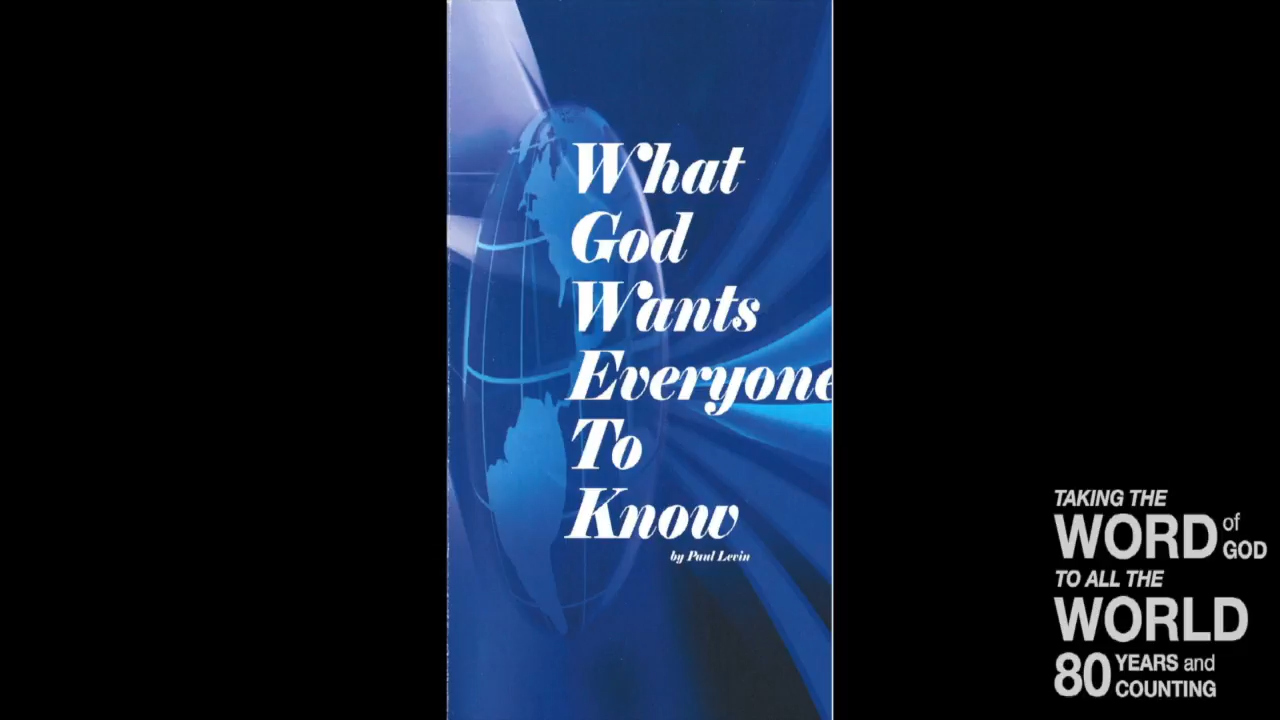 What
God
Wants
Everyone
To
Know
by Paul Levin
TAKING THE
WORD of GOD
TO ALL THE
WORLD
80 YEARS and
COUNTING